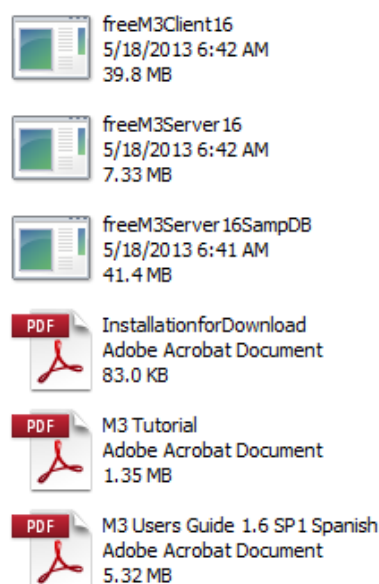 freeM3Client16
5/18/2013 6:42 AM
39.8 MB
freeM3Server16
5/18/2013 6:42 AM
7.33 MB
freeM3Server16SampDB
5/18/2013 6:41 AM
41.4 MB
PDF
InstallationforDownload
Adobe Acrobat Document
83.0 KB
PDF
M3 Tutorial
Adobe Acrobat Document
1.35 MB
PDF
M3 Users Guide 1.6 SP1 Spanish
Adobe Acrobat Document
5.32 MB